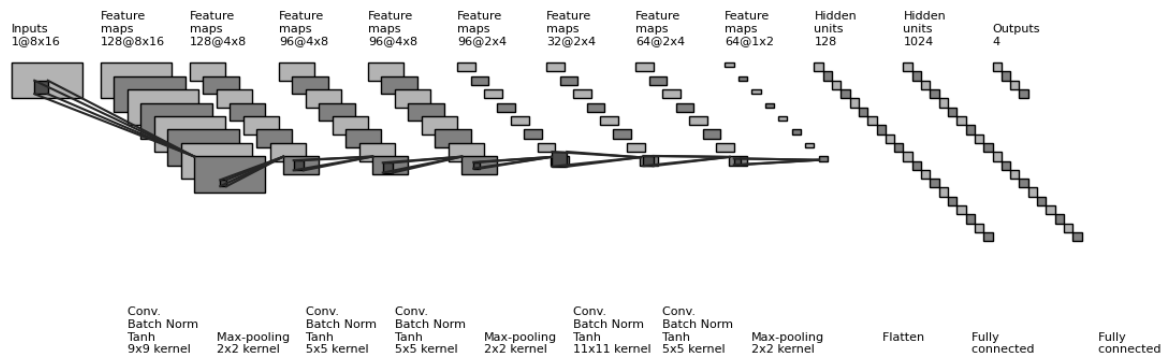 Inputs
1@8x16
Feature
maps
128@8x16
Feature
maps
128@4x8
Feature
maps
96@4x8
Feature
maps
96@4x8
Feature
maps
96@2x4
Feature
maps
32@2x4
Feature
maps
64@2x4
Feature
maps
64@1x2
Hidden
units
128
Hidden
units
1024
Outputs
4
Conv.
Batch Norm
Tanh
9x9 kernel
Max-pooling
2x2 kernel
Conv.
Batch Norm
Tanh
5x5 kernel
Conv.
Batch Norm
Tanh
5x5 kernel
Max-pooling
2x2 kernel
Conv.
Batch Norm
Tanh
11x11 kernel
Conv.
Batch Norm
Tanh
5x5 kernel
Max-pooling
2x2 kernel
Flatten
Fully
connected
Fully
connected